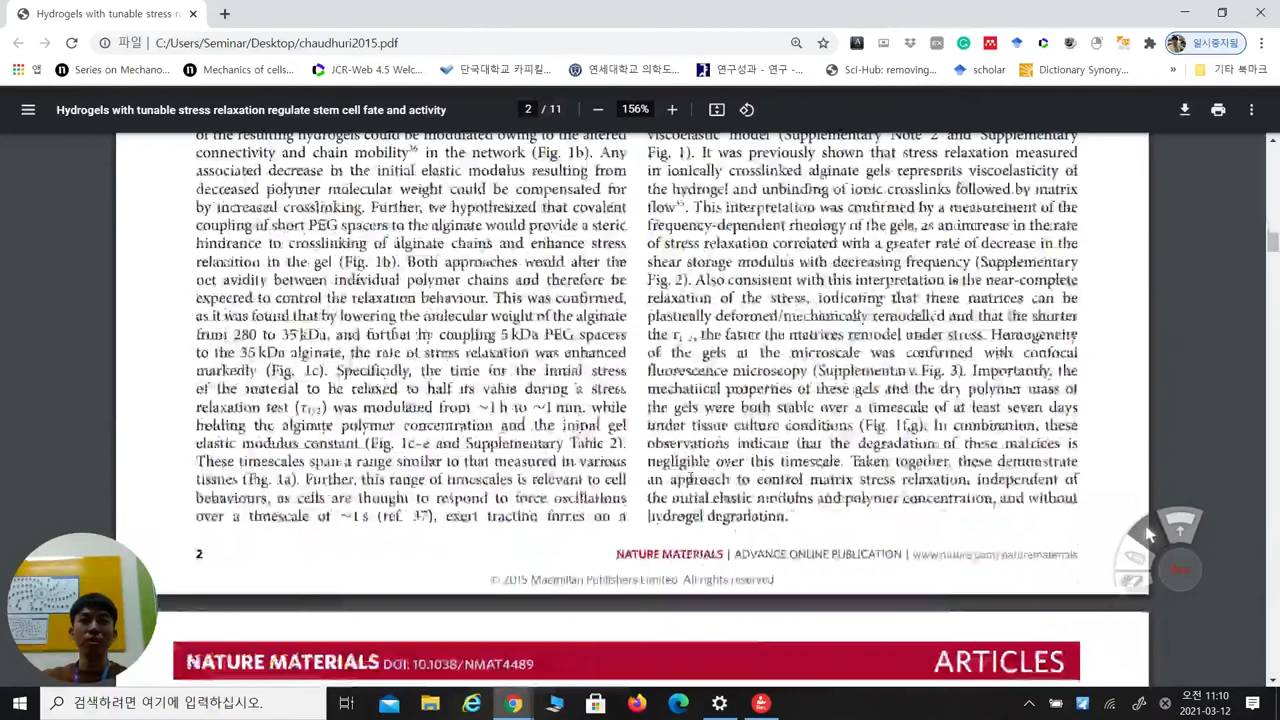 Hydrogels with tunable stress r
파일 | C:/Users/Seminar/Desktop/chaudhuri2015.pdf
일시중지됨
앱 Series on Mechano... Mechanics of cells... JCR-Web 4.5 Welc... 단국대학교 카피킬... 연세대학교 의학도... 연구성과 - 연구 -... Sci-Hub: removing... scholar Dictionary Synony... » 기타 북마크
Hydrogels with tunable stress relaxation regulate stem cell fate and activity 2 / 11 156%
of the resulting hydrogels could be modulated owing to the altered
connectivity and chain mobility36 in the network (Fig. 1b). Any
associated decrease in the initial elastic modulus resulting from
decreased polymer molecular weight could be compensated for
by increased crosslinking. Further, we hypothesized that covalent
coupling of short PEG spacers to the alginate would provide a steric
hindrance to crosslinking of alginate chains and enhance stress
relaxation in the gel (Fig. 1b). Both approaches would alter the
net avidity between individual polymer chains and therefore be
expected to control the relaxation behaviour. This was confirmed,
as it was found that by lowering the molecular weight of the alginate
from 280 to 35 kDa, and further by coupling 5 kDa PEG spacers
to the 35 kDa alginate, the rate of stress relaxation was enhanced
markedly (Fig. 1c). Specifically, the time for the initial stress
of the material to be relaxed to half its value during a stress
relaxation test (τ1/2) was modulated from ~1 h to ~1 min, while
holding the alginate polymer concentration and the initial gel
elastic modulus constant (Fig. 1c–e and Supplementary Table 2).
These timescales span a range similar to that measured in various
tissues (Fig. 1a). Further, this range of timescales is relevant to cell
behaviours, as cells are thought to respond to force oscillations
over a timescale of ~1 s (ref. 37), exert traction forces on a
viscoelastic model (Supplementary Note 2 and Supplementary
Fig. 1). It was previously shown that stress relaxation measured
in ionically crosslinked alginate gels represents viscoelasticity of
the hydrogel and unbinding of ionic crosslinks followed by matrix
flow35. This interpretation was confirmed by a measurement of the
frequency-dependent rheology of the gels, as an increase in the rate
of stress relaxation correlated with a greater rate of decrease in the
shear storage modulus with decreasing frequency (Supplementary
Fig. 2). Also consistent with this interpretation is the near-complete
relaxation of the stress, indicating that these matrices can be
plastically deformed/mechanically remodelled and that the shorter
the τ1/2, the faster the matrices remodel under stress. Homogeneity
of the gels at the microscale was confirmed with confocal
fluorescence microscopy (Supplementary Fig. 3). Importantly, the
mechanical properties of these gels and the dry polymer mass of
the gels were both stable over a timescale of at least seven days
under tissue culture conditions (Fig. 1f,g). In combination, these
observations indicate that the degradation of these matrices is
negligible over this timescale. Taken together, these demonstrate
an approach to control matrix stress relaxation, independent of
the initial elastic modulus and polymer concentration, and without
hydrogel degradation.
2 NATURE MATERIALS | ADVANCE ONLINE PUBLICATION | www.nature.com/naturematerials
© 2015 Macmillan Publishers Limited. All rights reserved
NATURE MATERIALS DOI: 10.1038/NMAT4489 ARTICLES
검색하려면 여기에 입력하십시오.
오전 11:10
2021-03-12